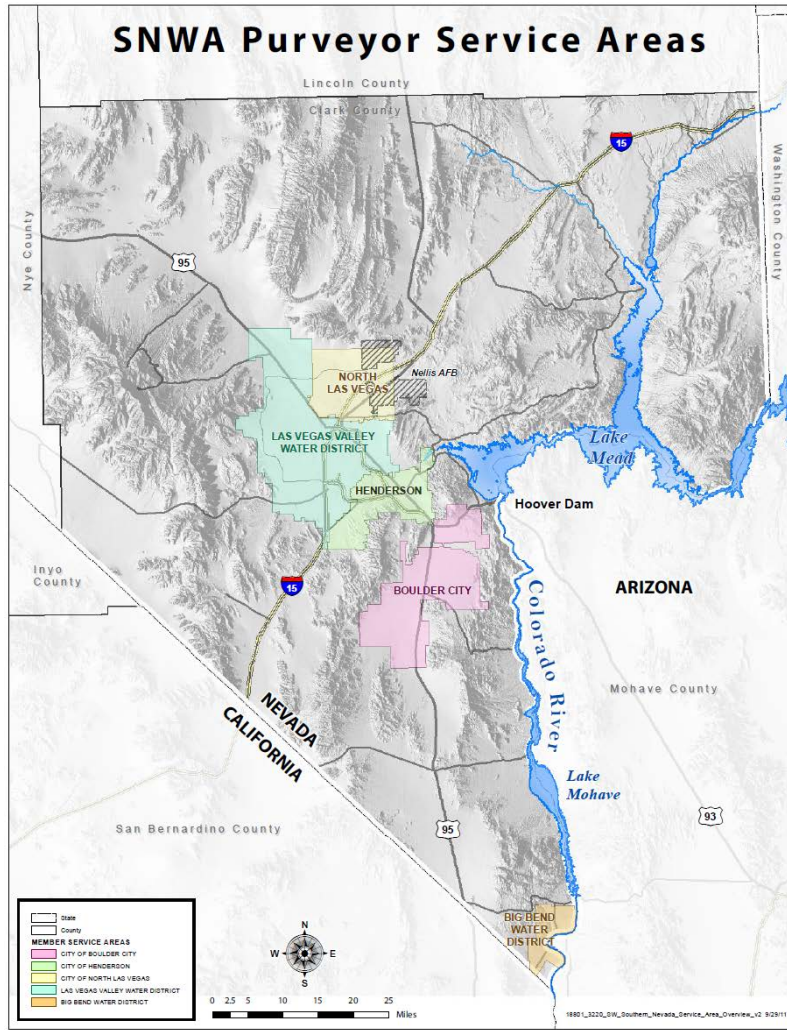 SNWA Purveyor Service Areas
Lincoln County
Clark County
15
Washington County
Nye County
95
Nellis AFB
NORTH
LAS VEGAS
LAS VEGAS VALLEY
WATER DISTRICT
Lake
Mead
HENDERSON
Hoover Dam
Inyo
County
15
BOULDER CITY
ARIZONA
Colorado River
Mohave County
NEVADA
CALIFORNIA
Lake
Mohave
San Bernardino County
95
93
BIG BEND
WATER
DISTRICT
State
County
MEMBER SERVICE AREAS
CITY OF BOULDER CITY
CITY OF HENDERSON
CITY OF NORTH LAS VEGAS
LAS VEGAS VALLEY WATER DISTRICT
BIG BEND WATER DISTRICT
N
W E
S
0 2.5 5 10 15 20 25
Miles
18801_3220_SW_Southern_Nevada_Service_Area_Overview_v2 9/29/11